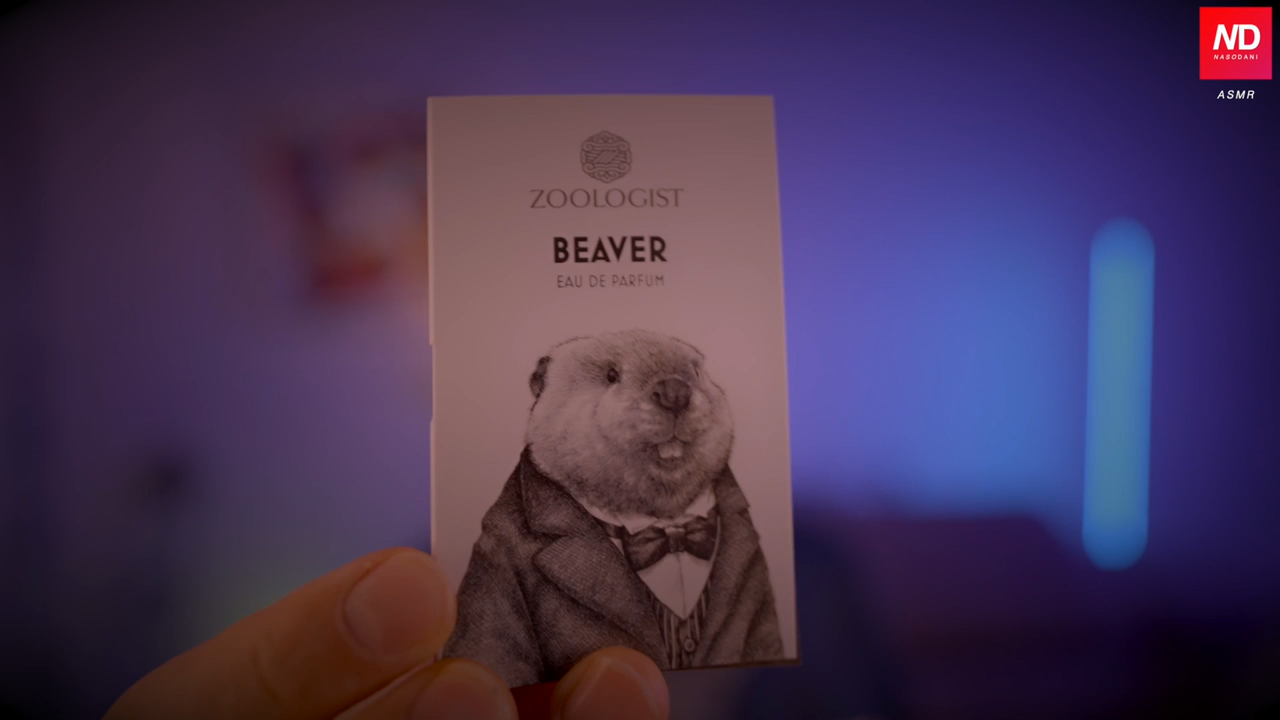 ND
NASODANI
ASMR
ZOOLOGIST
BEAVER
EAU DE PARFUM